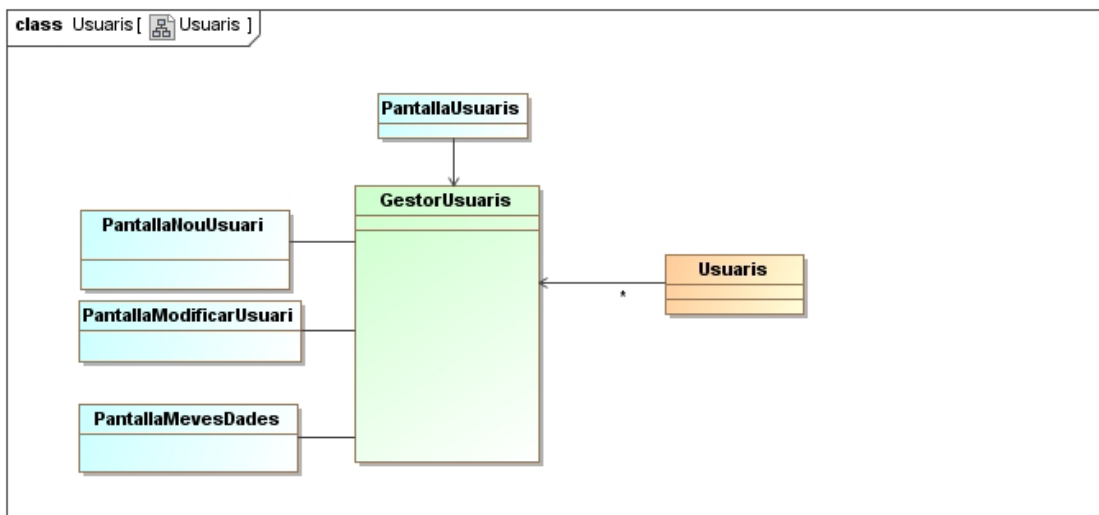 class Usuaris[ Usuaris ]
PantallaUsuaris
GestorUsuaris
PantallaNouUsuari
Usuaris
*
PantallaModificarUsuari
PantallaMevesDades